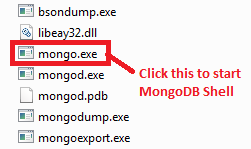 bsondump.exe
libeay32.dll
mongo.exe
mongod.exe
Click this to start
MongoDB Shell
mongod.pdb
mongodump.exe
mongoexport.exe